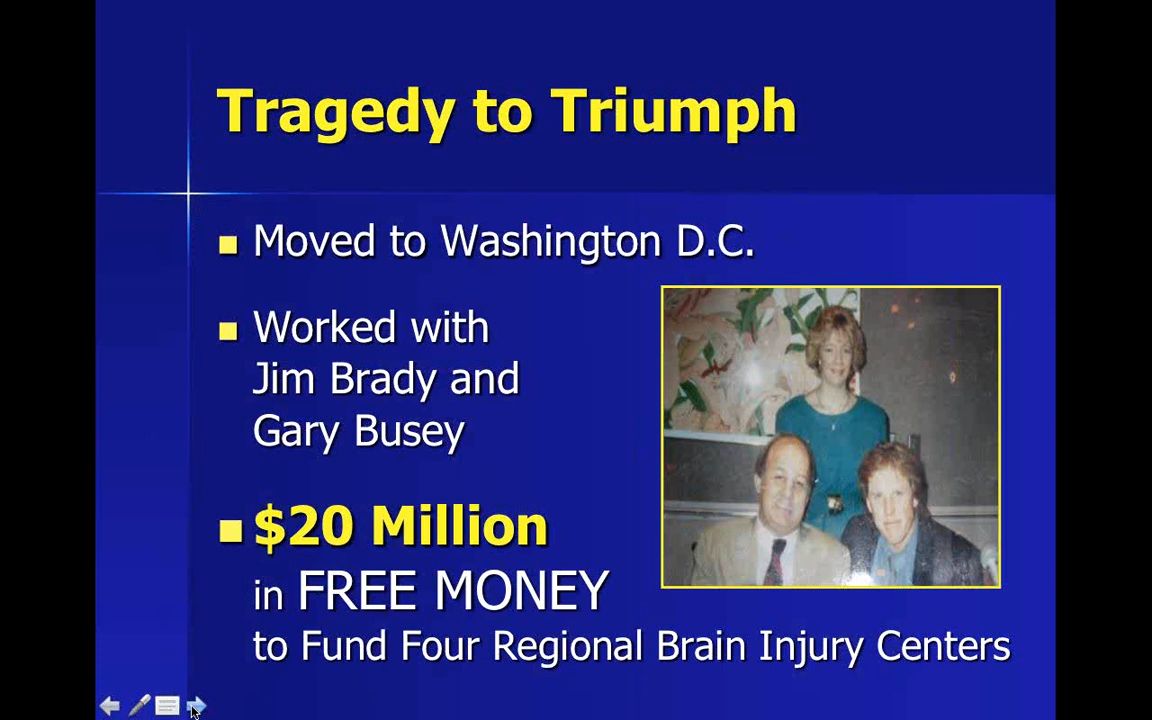 Tragedy to Triumph
Moved to Washington D.C.
Worked with
Jim Brady and
Gary Busey
$20 Million
in FREE MONEY
to Fund Four Regional Brain Injury Centers